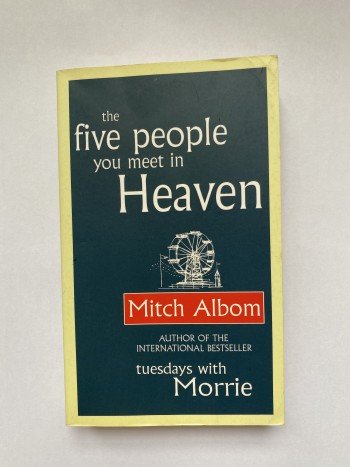 the
five people
you meet in
Heaven
Mitch Albom
AUTHOR OF THE
INTERNATIONAL BESTSELLER
tuesdays with
Morrie